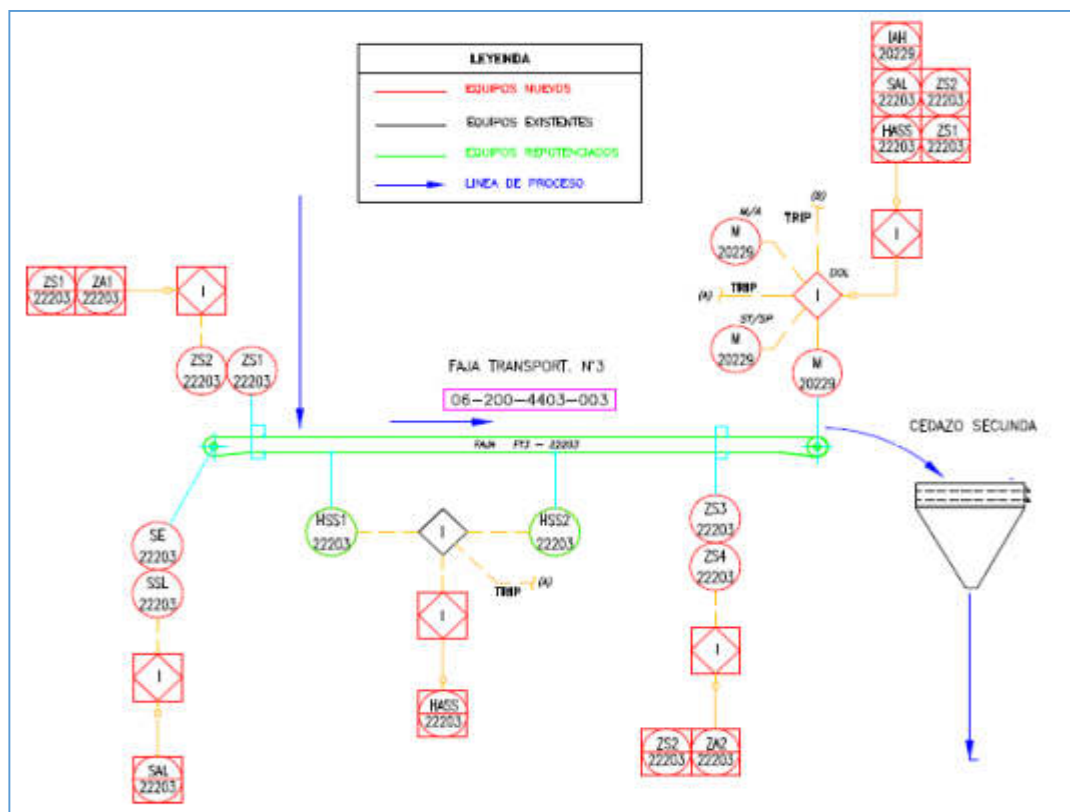 LEYENDA
EQUIPOS NUEVOS
EQUIPOS EXISTENTES
EQUIPOS REPOTENCIADOS
LINEA DE PROCESO
IAH
20229
SAL
22203
ZS2
22203
HASS
22203
ZS1
22203
I
M/A
M
20229
TRIP
(B)
(A)
TRIP
I
DOL
ST/SP
M
20229
M
20229
ZS1
22203
ZA1
22203
I
ZS2
22203
ZS1
22203
FAJA TRANSPORT. N°3
06-200-4403-003
FAJA FT3 - 22203
CEDAZO SECUNDA
SE
22203
SSL
22203
I
SAL
22203
HSS1
22203
I
HSS2
22203
TRIP
(A)
I
HASS
22203
ZS3
22203
ZS4
22203
I
ZS2
22203
ZA2
22203